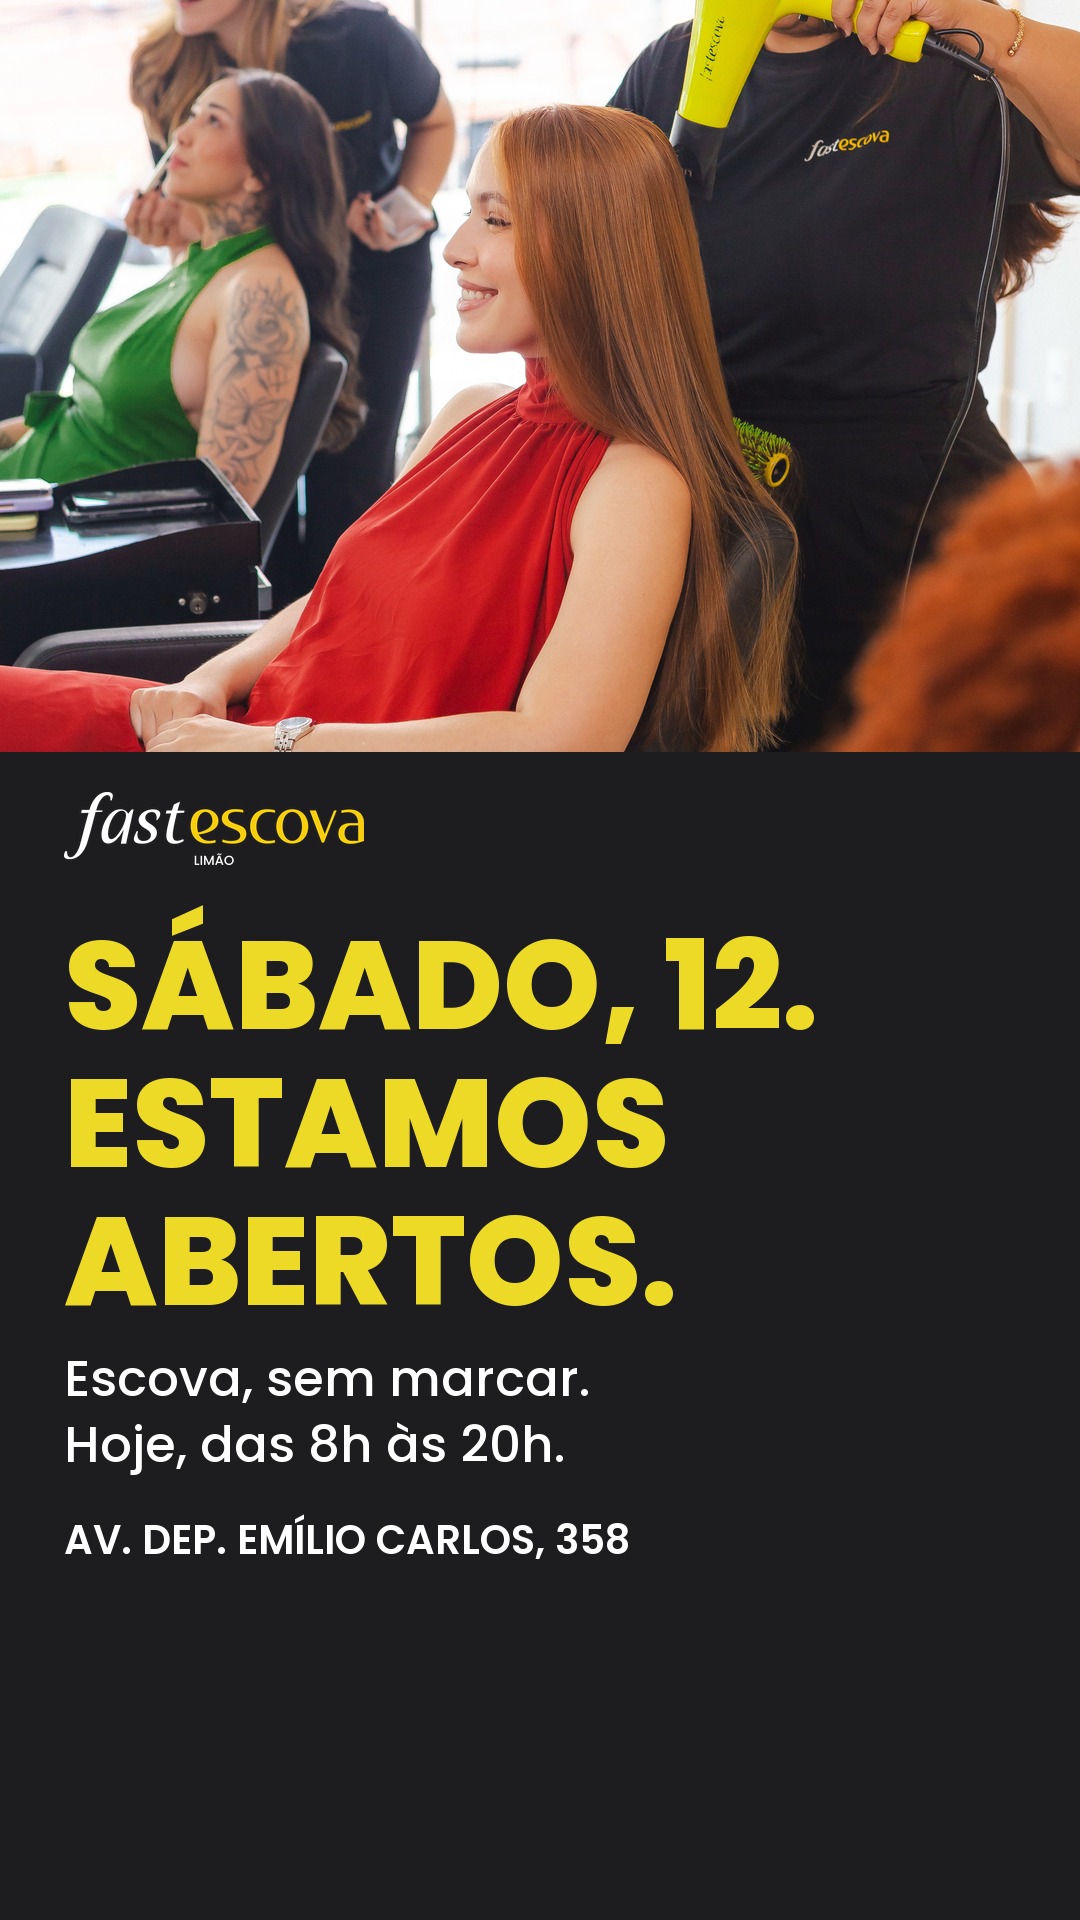 fastescova
fastescova
LIMÃO
SÁBADO, 12.
ESTAMOS
ABERTOS.
Escova, sem marcar.
Hoje, das 8h às 20h.
AV. DEP. EMÍLIO CARLOS, 358